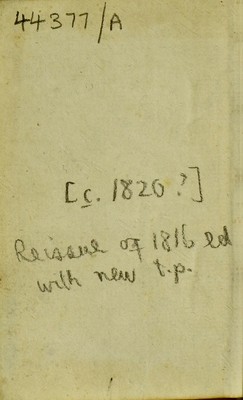 44377/A
[c. 1820?]
Reissue of 1816 ed
with new t.p.